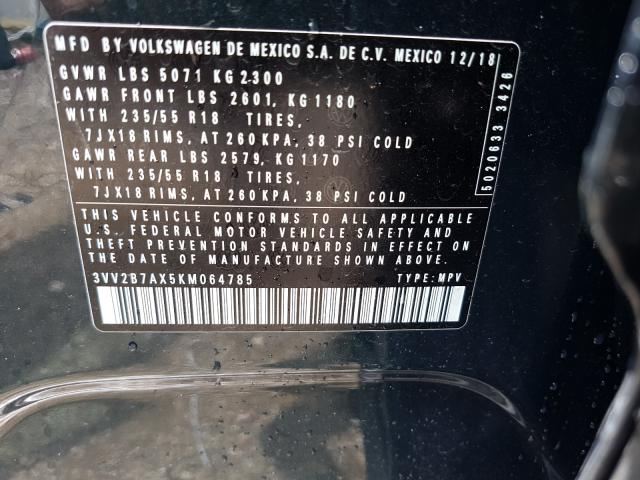 MFD BY VOLKSWAGEN DE MEXICO S.A. DE C.V. MEXICO 12/18
GVWR LBS 5071 KG 2300
GAWR FRONT LBS 2601, KG 1180
WITH 235/55 R18 TIRES,
7JX18 RIMS, AT 260 KPA, 38 PSI COLD
GAWR REAR LBS 2579, KG 1170
WITH 235/55 R18 TIRES,
7JX18 RIMS, AT 260 KPA, 38 PSI COLD
5020633 3426
THIS VEHICLE CONFORMS TO ALL APPLICABLE
U.S. FEDERAL MOTOR VEHICLE SAFETY AND
THEFT PREVENTION STANDARDS IN EFFECT ON
THE DATE OF MANUFACTURE SHOWN ABOVE.
3VV2B7AX5KM064785 TYPE: MPV